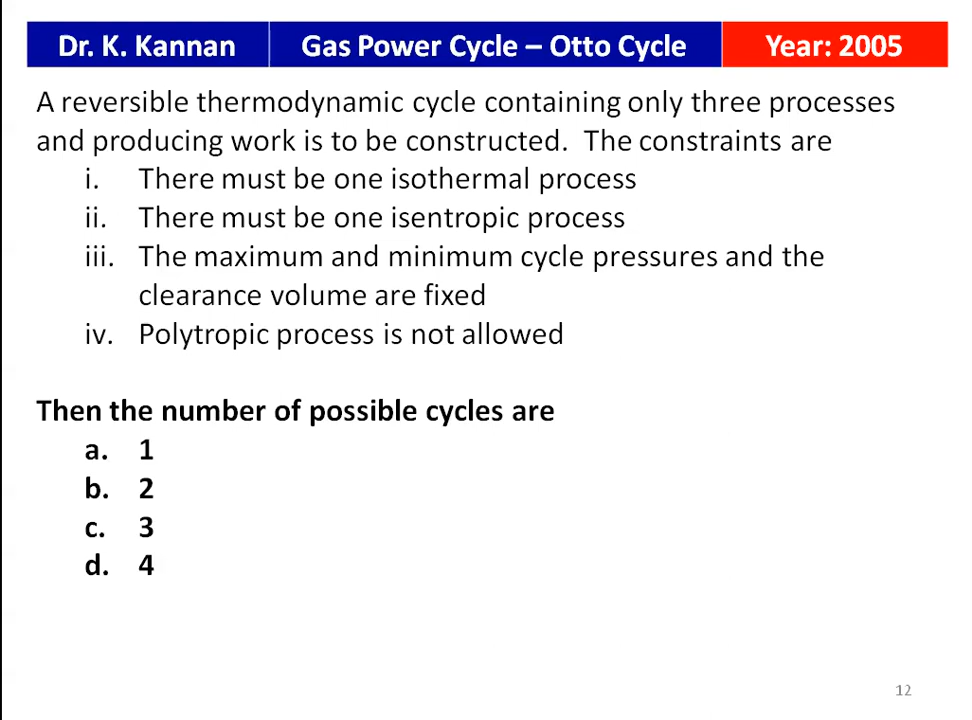 Dr. K. Kannan
Gas Power Cycle – Otto Cycle
Year: 2005
A reversible thermodynamic cycle containing only three processes
and producing work is to be constructed. The constraints are
i. There must be one isothermal process
ii. There must be one isentropic process
iii. The maximum and minimum cycle pressures and the
clearance volume are fixed
iv. Polytropic process is not allowed
Then the number of possible cycles are
a. 1
b. 2
c. 3
d. 4
12